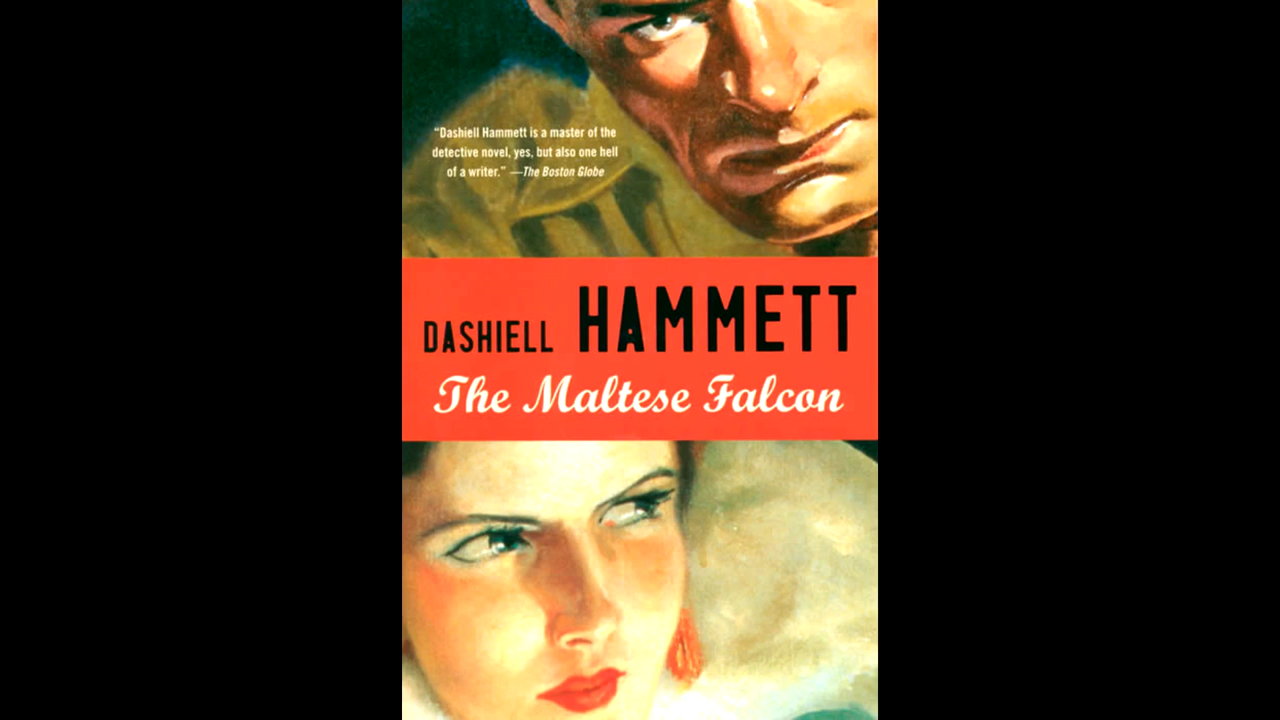 “Dashiell Hammett is a master of the
detective novel, yes, but also one hell
of a writer.” —The Boston Globe
DASHIELL HAMMETT
The Maltese Falcon